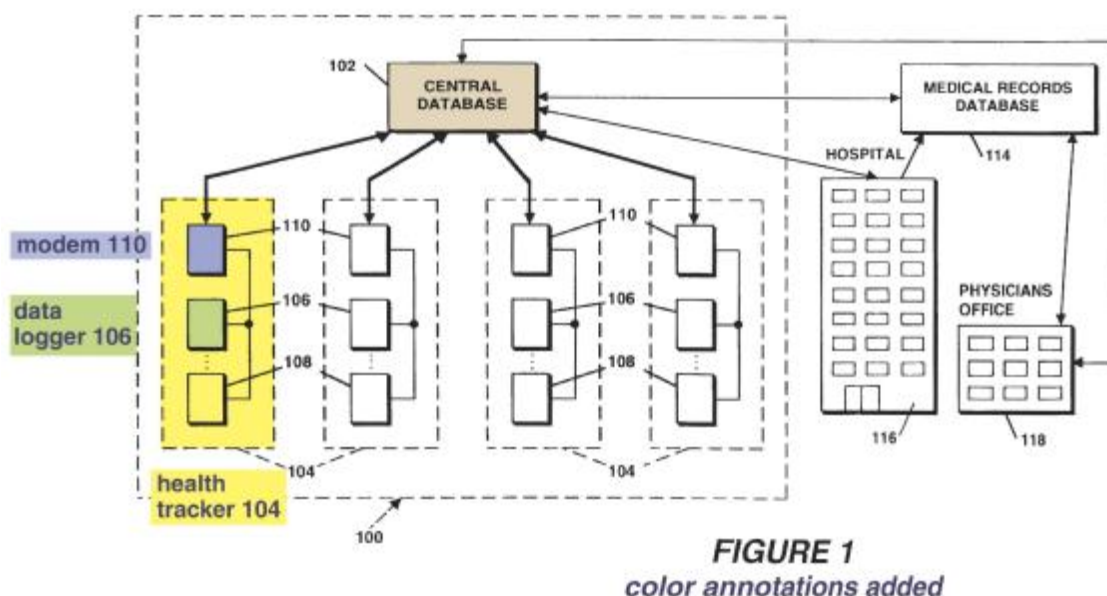 102
CENTRAL
DATABASE
MEDICAL RECORDS
DATABASE
114
HOSPITAL
modem 110
110
110
data
logger 106
106
106
PHYSICIANS
OFFICE
108
108
116
118
104
104
health
tracker 104
100
FIGURE 1
color annotations added